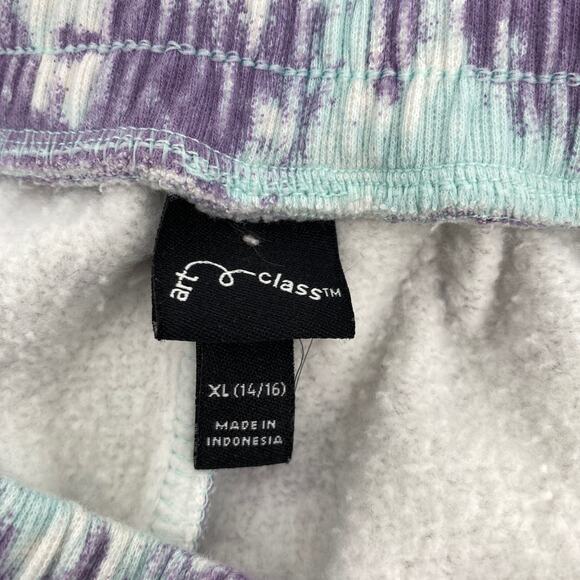 art class™
XL (14/16)
MADE IN
INDONESIA